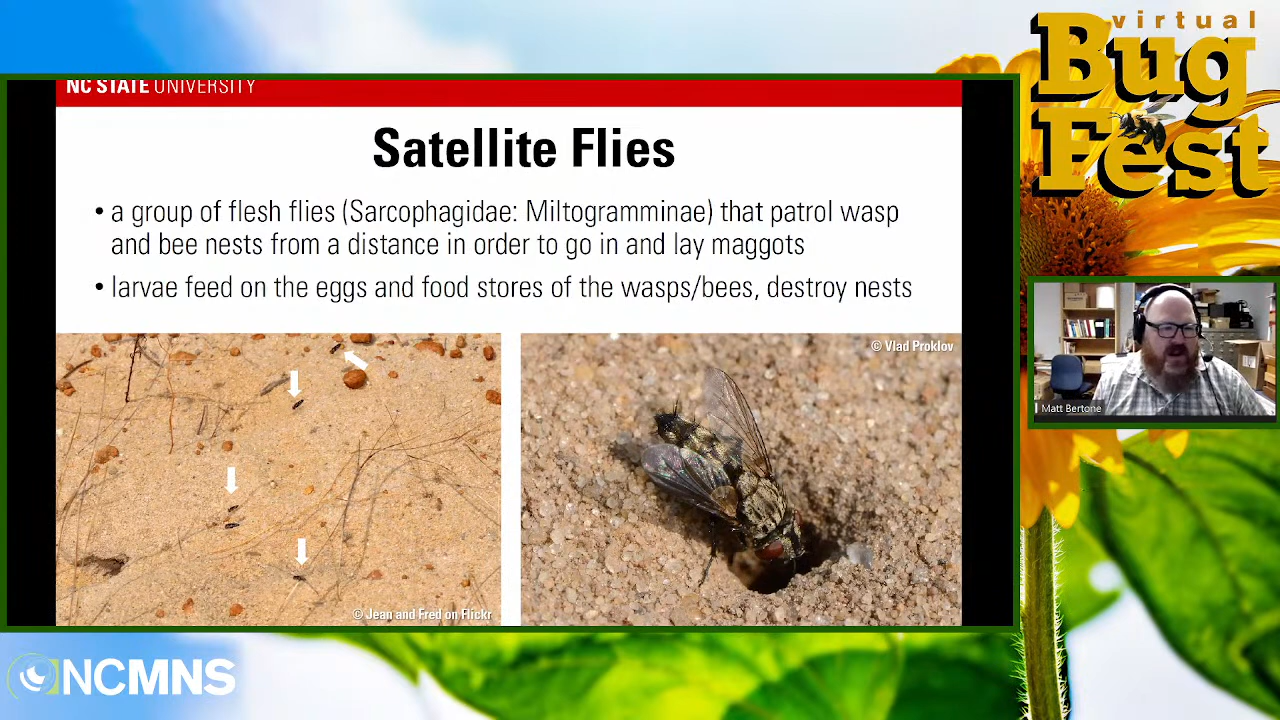 virtual
Bug
Fest
NC STATE UNIVERSITY
Satellite Flies
• a group of flesh flies (Sarcophagidae: Miltogramminae) that patrol wasp
and bee nests from a distance in order to go in and lay maggots
• larvae feed on the eggs and food stores of the wasps/bees, destroy nests
© Vlad Proklov
© Jean and Fred on Flickr
Matt Bertone
NCMNS